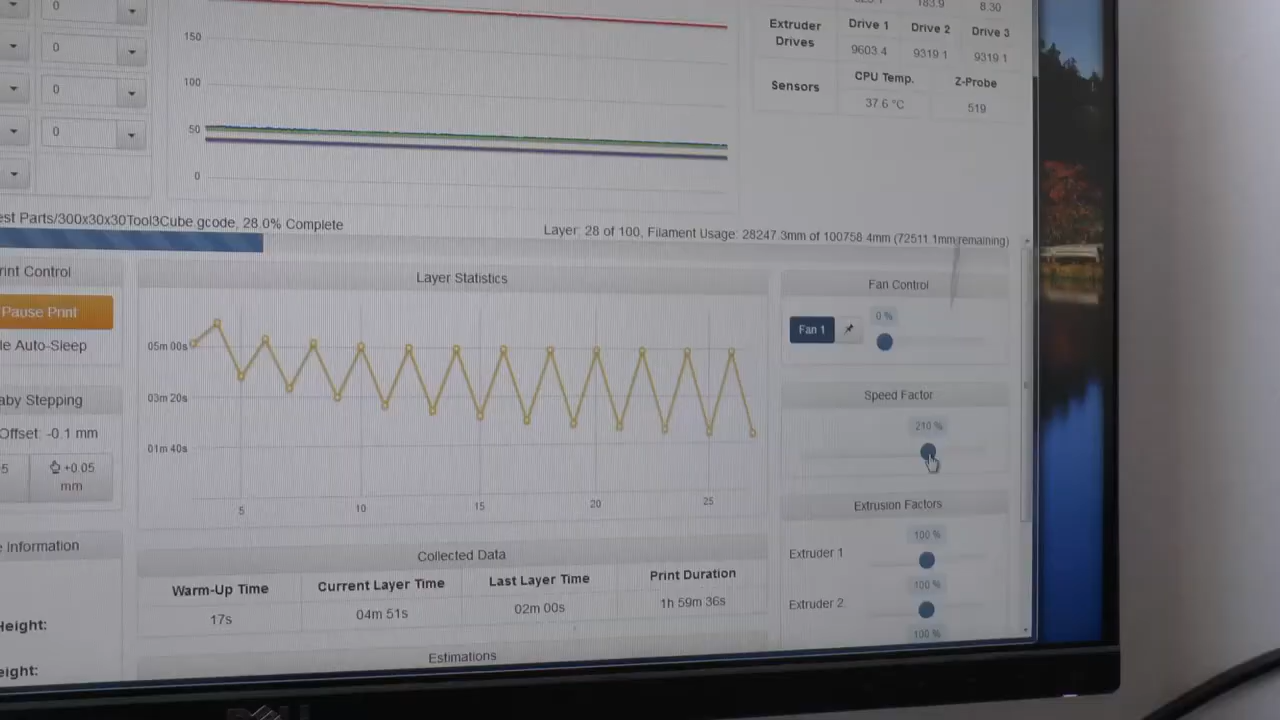 0
0
0
0
150
100
50
0
183.9
8.30
Extruder Drives
Drive 1
Drive 2
Drive 3
9603.4
9319.1
9319.1
Sensors
CPU Temp.
Z-Probe
37.6 °C
519
est Parts/300x30x30Tool3Cube.gcode, 28.0% Complete
Layer: 28 of 100, Filament Usage: 28247.3mm of 100758.4mm (72511.1mm remaining)
rint Control
Pause Print
le Auto-Sleep
aby Stepping
Offset: -0.1 mm
5
+0.05 mm
e Information
Height:
eight:
Layer Statistics
05m 00s
03m 20s
01m 40s
5
10
15
20
25
Collected Data
Warm-Up Time
Current Layer Time
Last Layer Time
Print Duration
17s
04m 51s
02m 00s
1h 59m 36s
Estimations
Fan Control
Fan 1
0 %
Speed Factor
210 %
Extrusion Factors
100 %
Extruder 1
100 %
Extruder 2
100 %
DELL